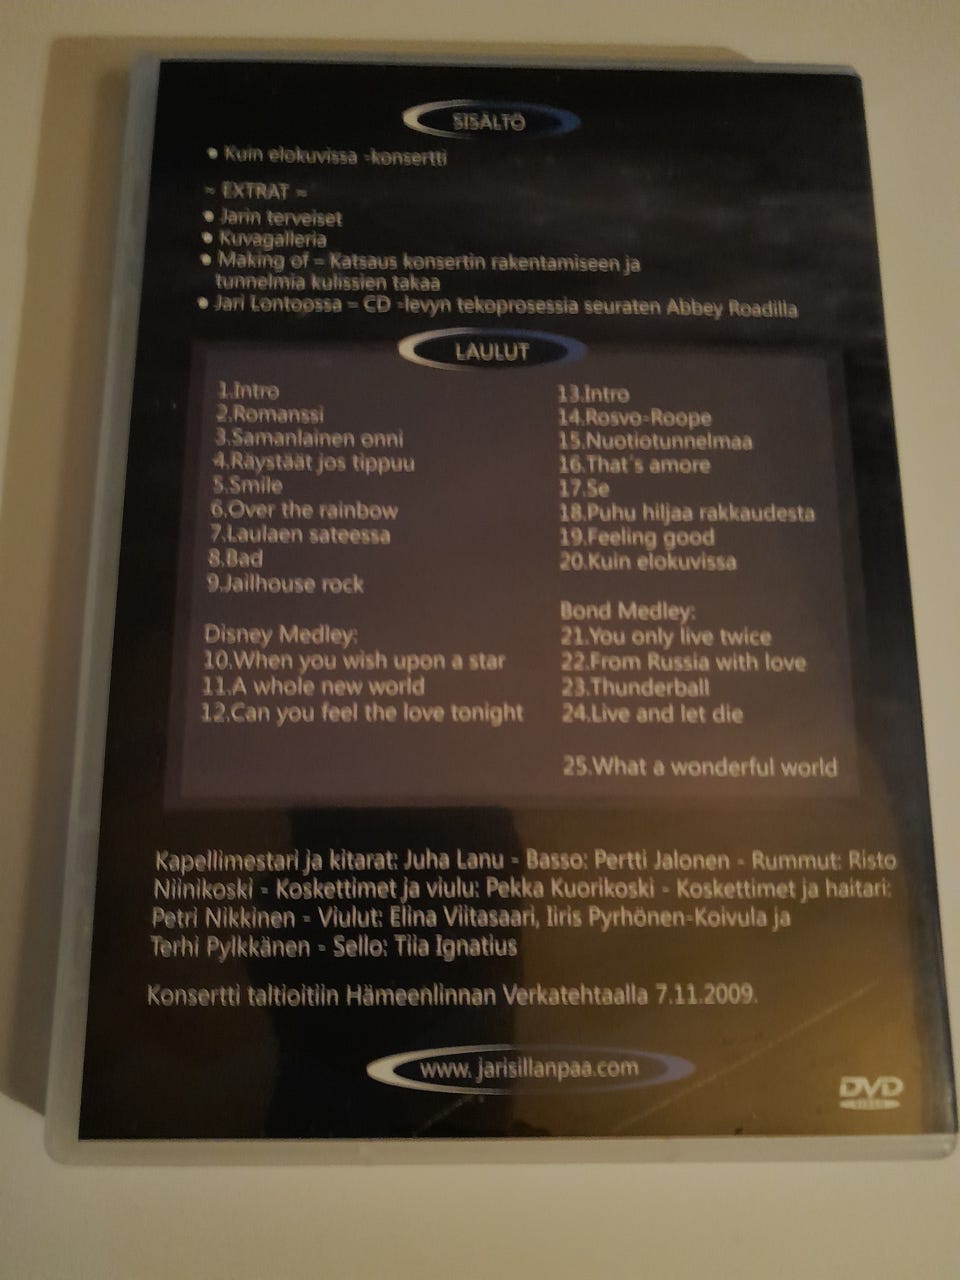 SISÄLTÖ
• Kuin elokuvissa -konsertti
~ EXTRAT ~
• Jarin terveiset
• Kuvagalleria
• Making of - Katsaus konsertin rakentamiseen ja
tunnelmia kulissien takaa
• Jari Lontoossa - CD -levyn tekoprosessia seuraten Abbey Roadilla
LAULUT
1.Intro
2.Romanssi
3.Samanlainen onni
4.Räystäät jos tippuu
5.Smile
6.Over the rainbow
7.Laulaen sateessa
8.Bad
9.Jailhouse rock
Disney Medley:
10.When you wish upon a star
11.A whole new world
12.Can you feel the love tonight
13.Intro
14.Rosvo-Roope
15.Nuotiotunnelmaa
16.That's amore
17.Se
18.Puhu hiljaa rakkaudesta
19.Feeling good
20.Kuin elokuvissa
Bond Medley:
21.You only live twice
22.From Russia with love
23.Thunderball
24.Live and let die
25.What a wonderful world
Kapellimestari ja kitarat: Juha Lanu - Basso: Pertti Jalonen - Rummut: Risto
Niinikoski - Koskettimet ja viulu: Pekka Kuorikoski - Koskettimet ja haitari:
Petri Nikkinen - Viulut: Elina Viitasaari, Iiris Pyrhönen-Koivula ja
Terhi Pylkkänen - Sello: Tiia Ignatius
Konsertti taltioitiin Hämeenlinnan Verkatehtaalla 7.11.2009.
www. jarisillanpaa.com
DVD
VIDEO